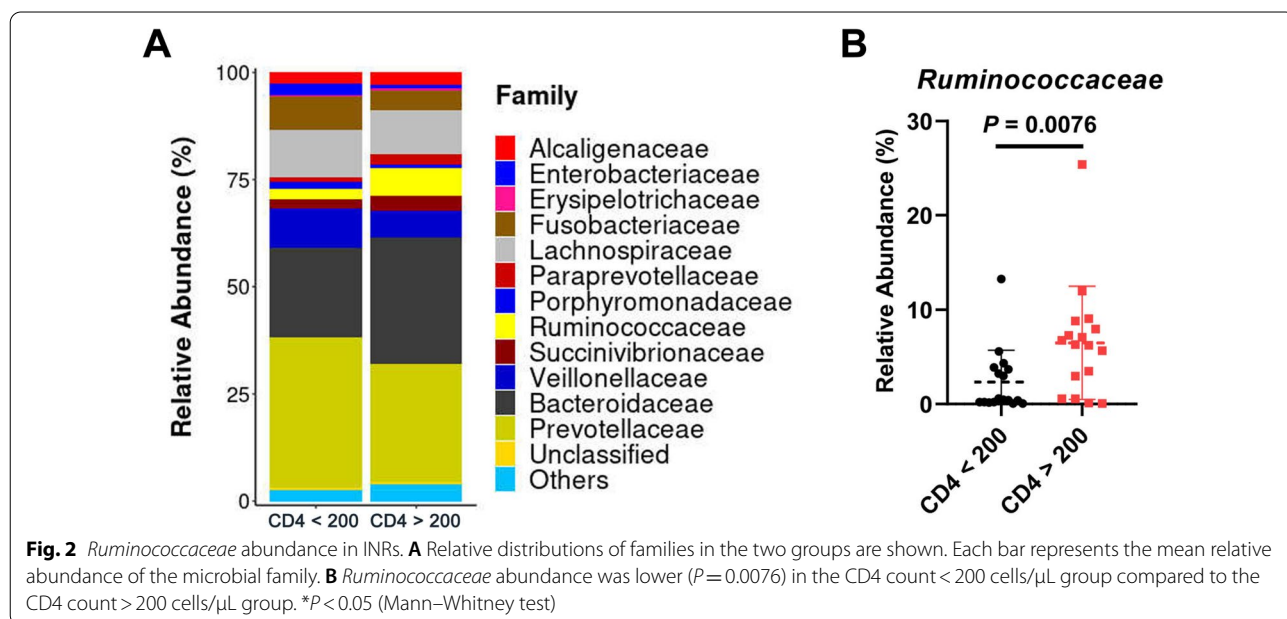 A
Relative Abundance (%)
100
75
50
25
0
CD4 < 200
CD4 > 200
Family
Alcaligenaceae
Enterobacteriaceae
Erysipelotrichaceae
Fusobacteriaceae
Lachnospiraceae
Paraprevotellaceae
Porphyromonadaceae
Ruminococcaceae
Succinivibrionaceae
Veillonellaceae
Bacteroidaceae
Prevotellaceae
Unclassified
Others
B
Ruminococcaceae
P = 0.0076
Relative Abundance (%)
30
20
10
0
CD4 < 200
CD4 > 200
Fig. 2 Ruminococcaceae abundance in INRs. A Relative distributions of families in the two groups are shown. Each bar represents the mean relative
abundance of the microbial family. B Ruminococcaceae abundance was lower (P = 0.0076) in the CD4 count < 200 cells/μL group compared to the
CD4 count > 200 cells/μL group. *P < 0.05 (Mann–Whitney test)